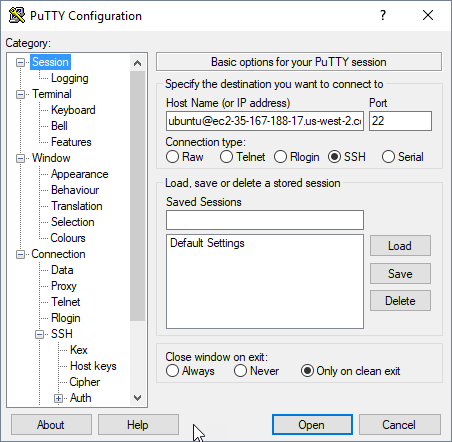 PuTTY Configuration
?
Category:
Session
Logging
Terminal
Keyboard
Bell
Features
Window
Appearance
Behaviour
Translation
Selection
Colours
Connection
Data
Proxy
Telnet
Rlogin
SSH
Kex
Host keys
Cipher
Auth
Basic options for your PuTTY session
Specify the destination you want to connect to
Host Name (or IP address) Port
ubuntu@ec2-35-167-188-17.us-west-2.c 22
Connection type:
Raw Telnet Rlogin SSH Serial
Load, save or delete a stored session
Saved Sessions
Default Settings
Load
Save
Delete
Close window on exit:
Always Never Only on clean exit
About Help Open Cancel